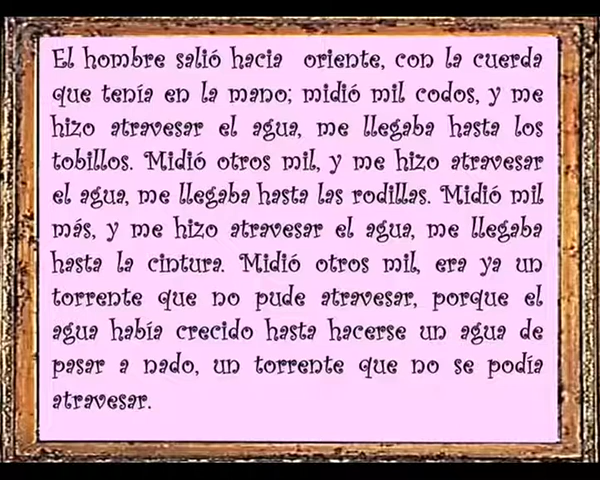 El hombre salió hacia oriente, con la cuerda
que tenía en la mano; midió mil codos, y me
hizo atravesar el agua, me llegaba hasta los
tobillos. Midió otros mil, y me hizo atravesar
el agua, me llegaba hasta las rodillas. Midió mil
más, y me hizo atravesar el agua, me llegaba
hasta la cintura. Midió otros mil, era ya un
torrente que no pude atravesar, porque el
agua había crecido hasta hacerse un agua de
pasar a nado, un torrente que no se podía
atravesar.